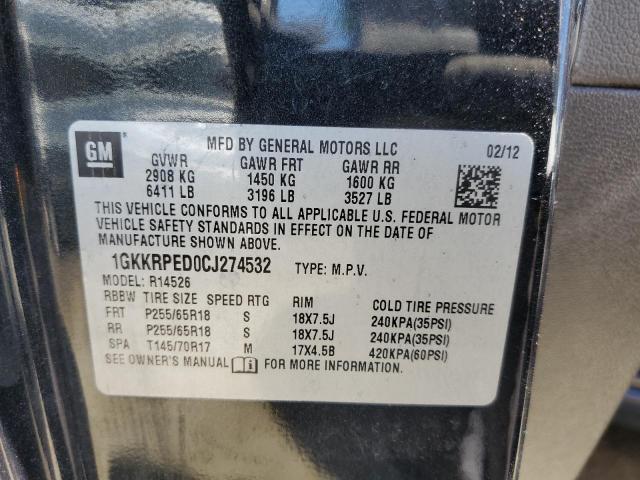 GM
MFD BY GENERAL MOTORS LLC 02/12
GVWR GAWR FRT GAWR RR
2908 KG 1450 KG 1600 KG
6411 LB 3196 LB 3527 LB
THIS VEHICLE CONFORMS TO ALL APPLICABLE U.S. FEDERAL MOTOR
VEHICLE SAFETY STANDARDS IN EFFECT ON THE DATE OF
MANUFACTURE SHOWN ABOVE.
1GKKRPED0CJ274532 TYPE: M.P.V.
MODEL: R14526
RBBW TIRE SIZE SPEED RTG RIM COLD TIRE PRESSURE
FRT P255/65R18 S 18X7.5J 240KPA(35PSI)
RR P255/65R18 S 18X7.5J 240KPA(35PSI)
SPA T145/70R17 M 17X4.5B 420KPA(60PSI)
SEE OWNER'S MANUAL FOR MORE INFORMATION.